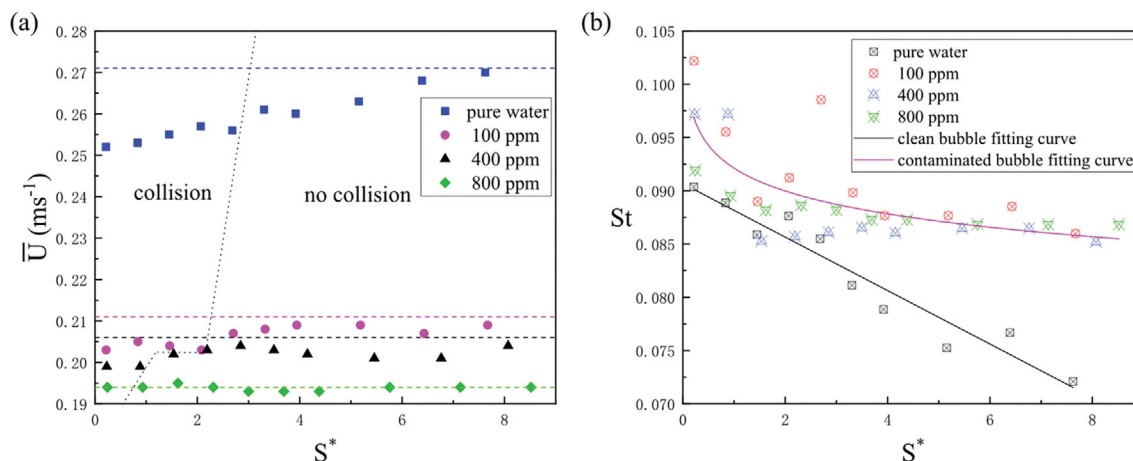 (a)
0.28
0.27
0.26
0.25
0.24
0.23
0.22
0.21
0.20
0.19
U̅ (ms⁻¹)
pure water
100 ppm
400 ppm
800 ppm
collision
no collision
0 2 4 6 8
S*
(b)
0.105
0.100
0.095
0.090
0.085
0.080
0.075
0.070
St
pure water
100 ppm
400 ppm
800 ppm
clean bubble fitting curve
contaminated bubble fitting curve
0 2 4 6 8
S*